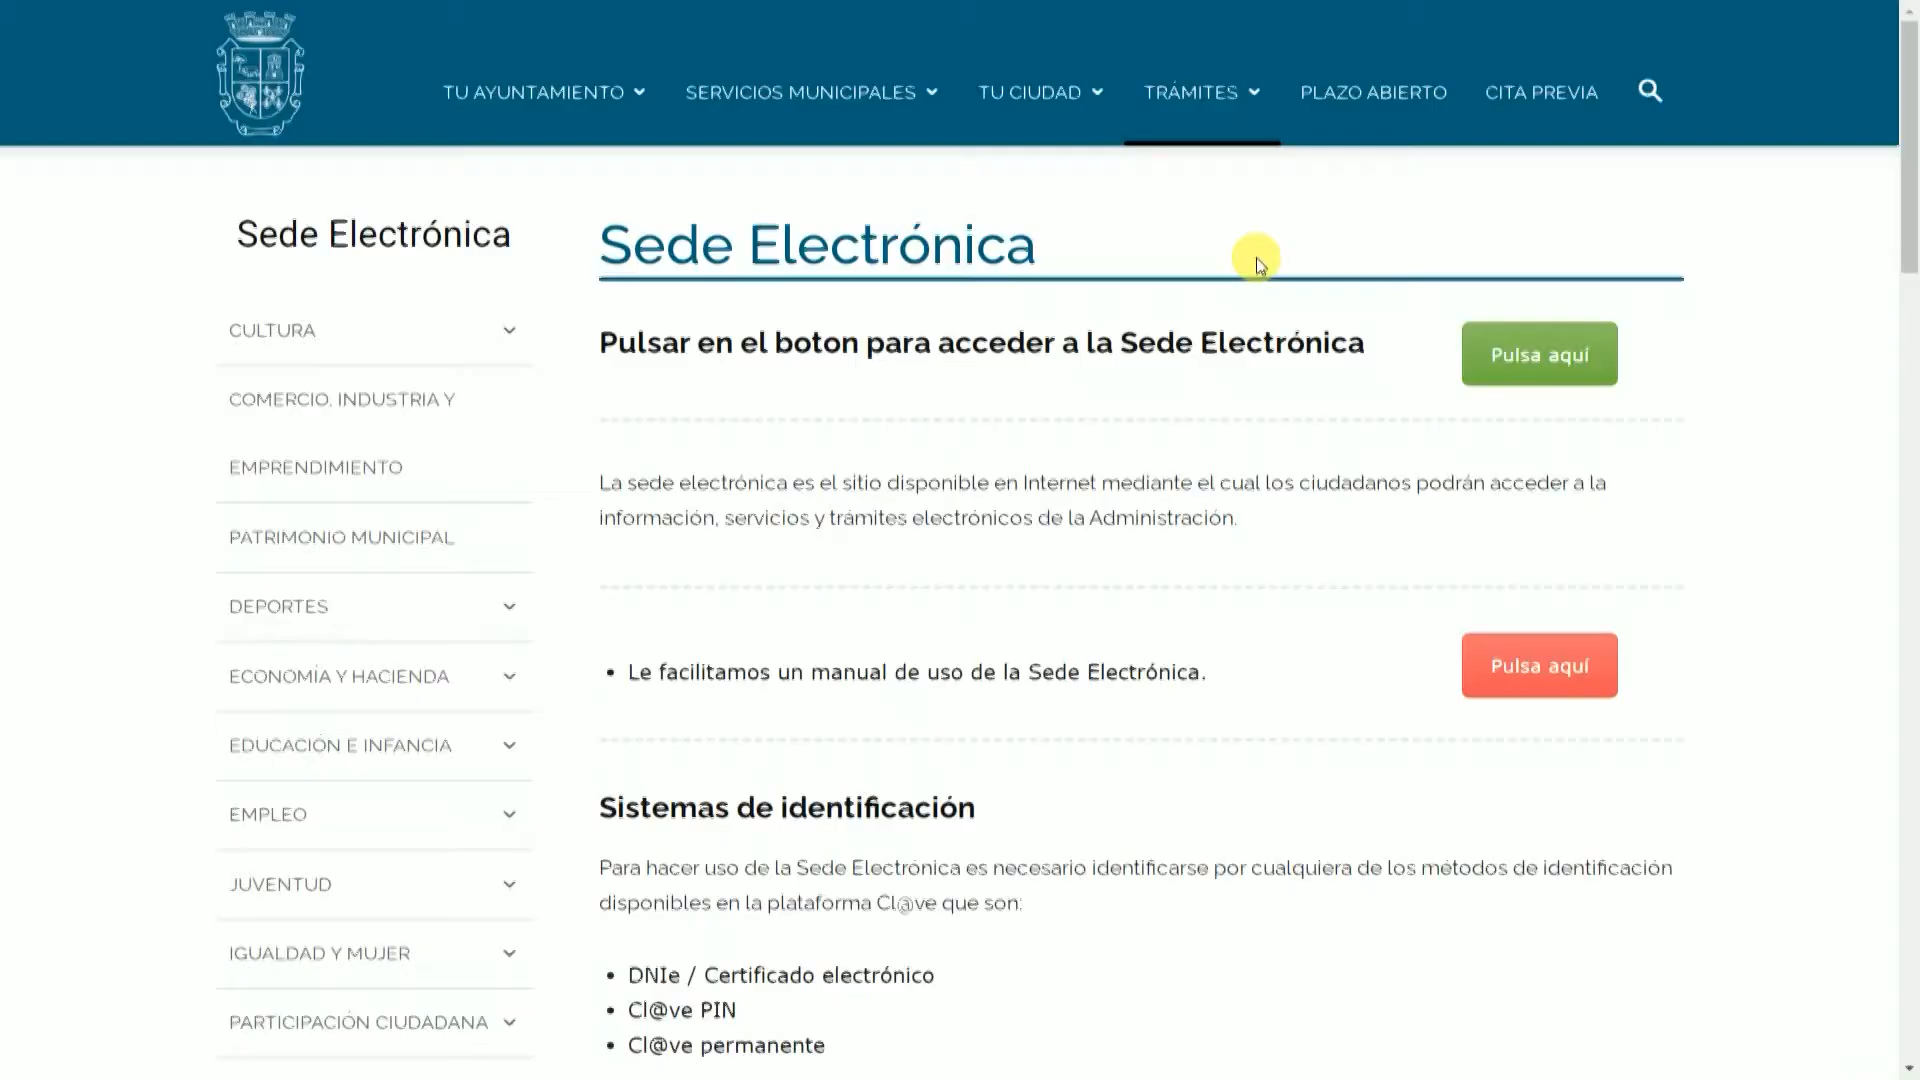 TU AYUNTAMIENTO
SERVICIOS MUNICIPALES
TU CIUDAD
TRÁMITES
PLAZO ABIERTO
CITA PREVIA
Sede Electrónica
CULTURA
COMERCIO, INDUSTRIA Y
EMPRENDIMIENTO
PATRIMONIO MUNICIPAL
DEPORTES
ECONOMÍA Y HACIENDA
EDUCACIÓN E INFANCIA
EMPLEO
JUVENTUD
IGUALDAD Y MUJER
PARTICIPACIÓN CIUDADANA
Sede Electrónica
Pulsar en el boton para acceder a la Sede Electrónica
Pulsa aquí
La sede electrónica es el sitio disponible en Internet mediante el cual los ciudadanos podrán acceder a la
información, servicios y trámites electrónicos de la Administración.
• Le facilitamos un manual de uso de la Sede Electrónica.
Pulsa aquí
Sistemas de identificación
Para hacer uso de la Sede Electrónica es necesario identificarse por cualquiera de los métodos de identificación
disponibles en la plataforma Cl@ve que son:
• DNIe / Certificado electrónico
• Cl@ve PIN
• Cl@ve permanente